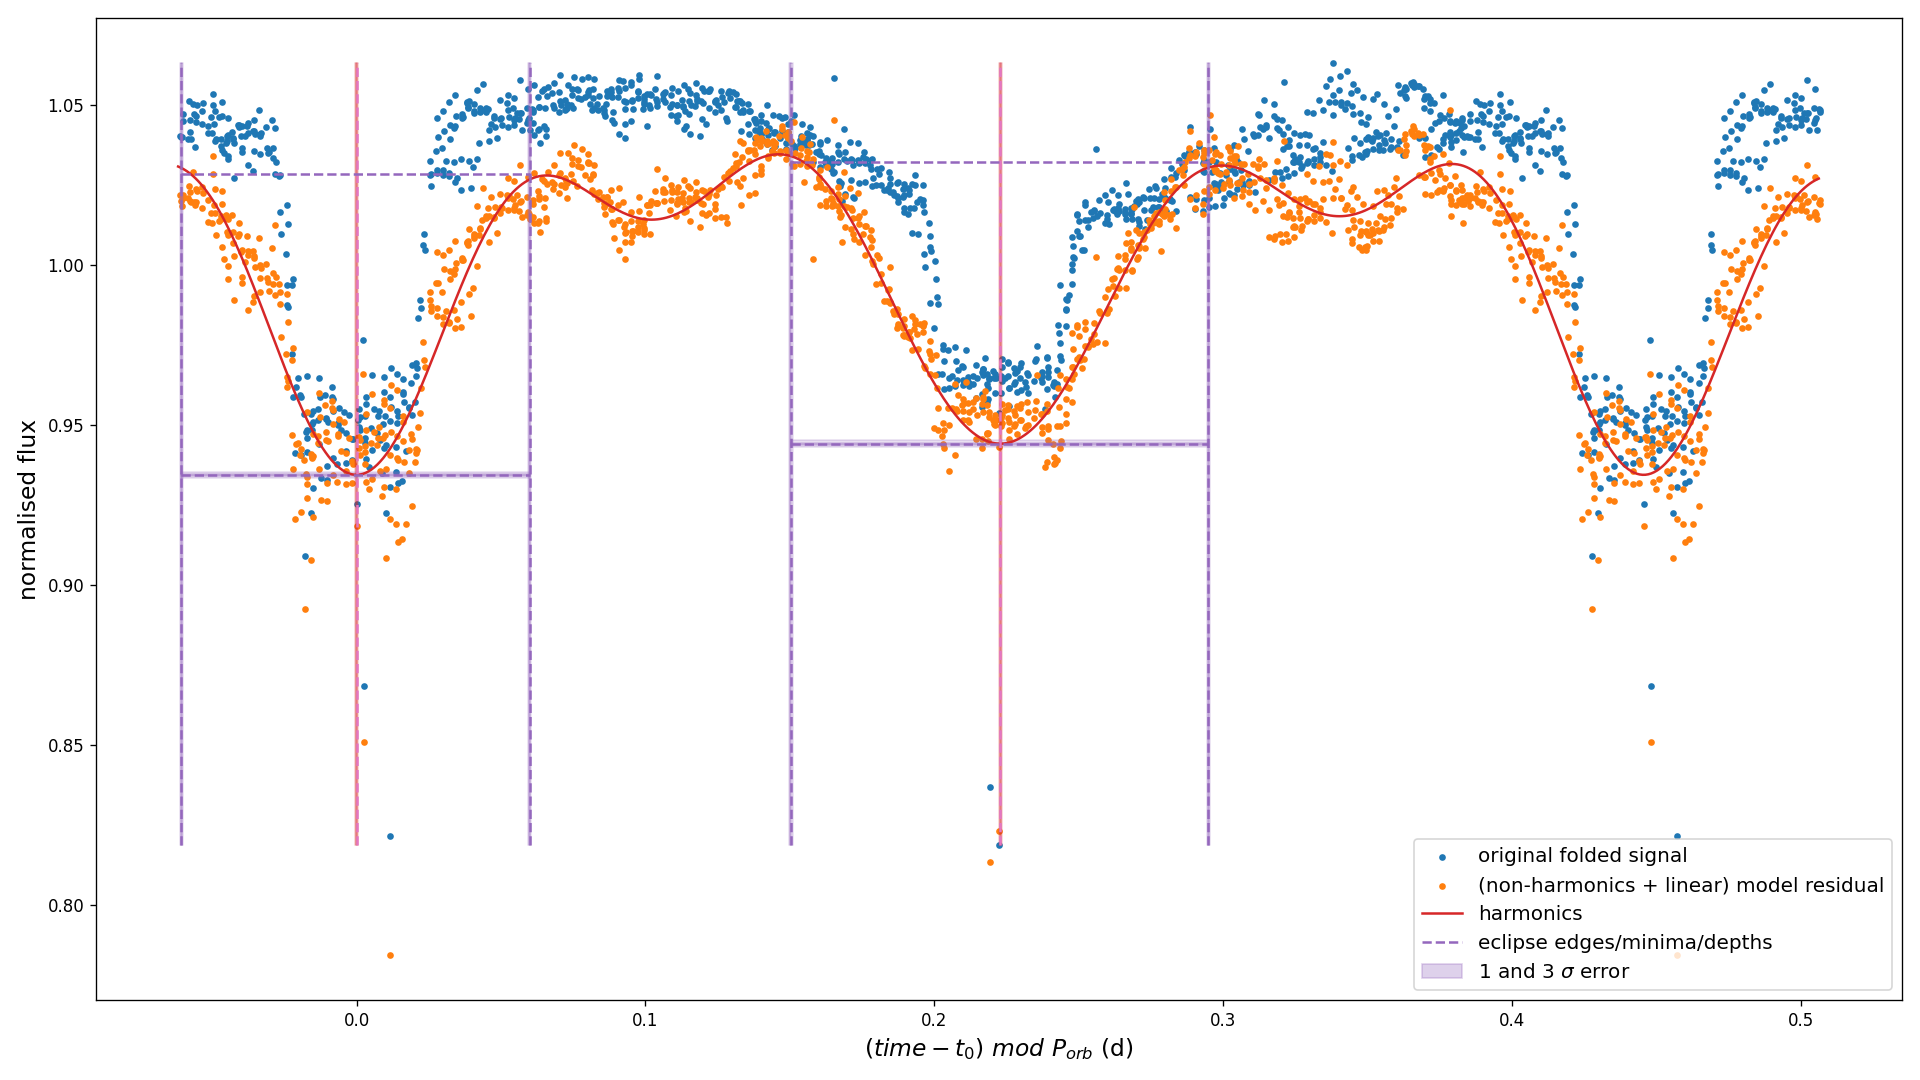 normalised flux
1.05
1.00
0.95
0.90
0.85
0.80
0.0
0.1
0.2
0.3
0.4
0.5
(time − t₀) mod Pₒᵣb (d)
original folded signal
(non-harmonics + linear) model residual
harmonics
eclipse edges/minima/depths
1 and 3 σ error